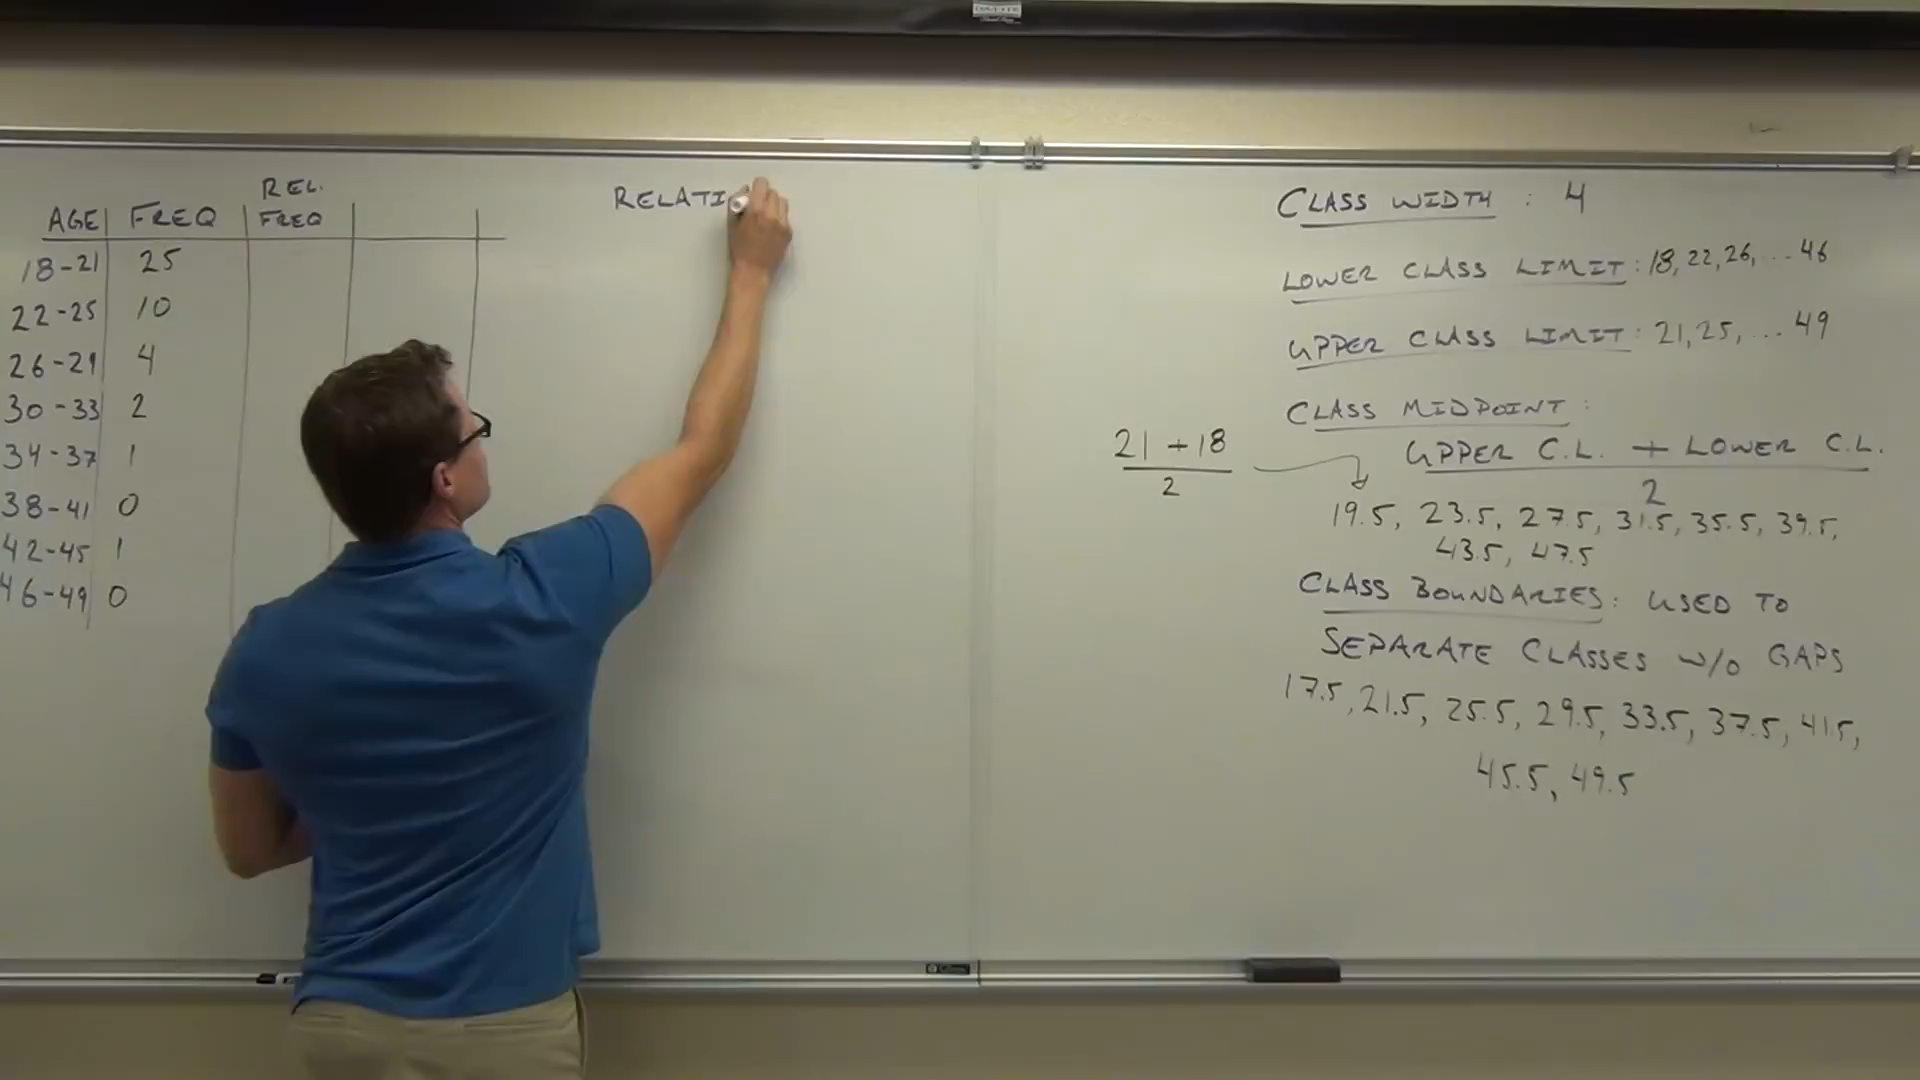 REL.
AGE FREQ FREQ
18-21 25
22-25 10
26-29 4
30-33 2
34-37 1
38-41 0
42-45 1
46-49 0
RELATI
CLASS WIDTH : 4
LOWER CLASS LIMIT: 18, 22, 26, ... 46
UPPER CLASS LIMIT: 21, 25, ... 49
CLASS MIDPOINT:
UPPER C.L. + LOWER C.L.
2
21 + 18
2
19.5, 23.5, 27.5, 31.5, 35.5, 39.5,
43.5, 47.5
CLASS BOUNDARIES: USED TO
SEPARATE CLASSES W/O GAPS
17.5, 21.5, 25.5, 29.5, 33.5, 37.5, 41.5,
45.5, 49.5